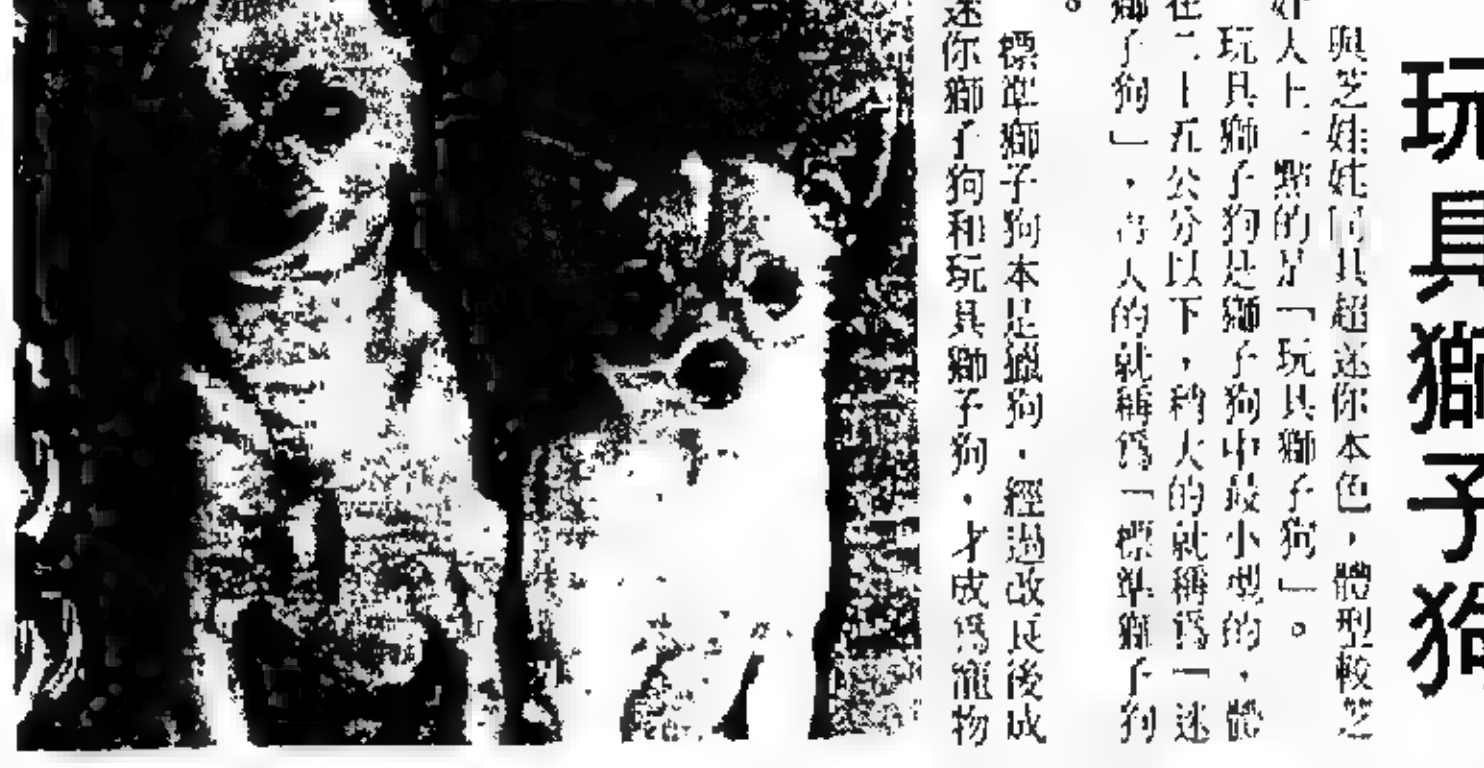 玩具獅子狗
與芝娃娃同具超迷你本色，體型較芝
人上一點的是「玩具獅子狗」。
玩具獅子狗是獅子狗中最小型的，體
在二十五公分以下，稍大的就稱爲「迷
獅子狗」，高大的就稱爲「標準獅子狗
。
標準獅子狗本是獵狗，經過改良後成
迷你獅子狗和玩具獅子狗，才成爲寵物